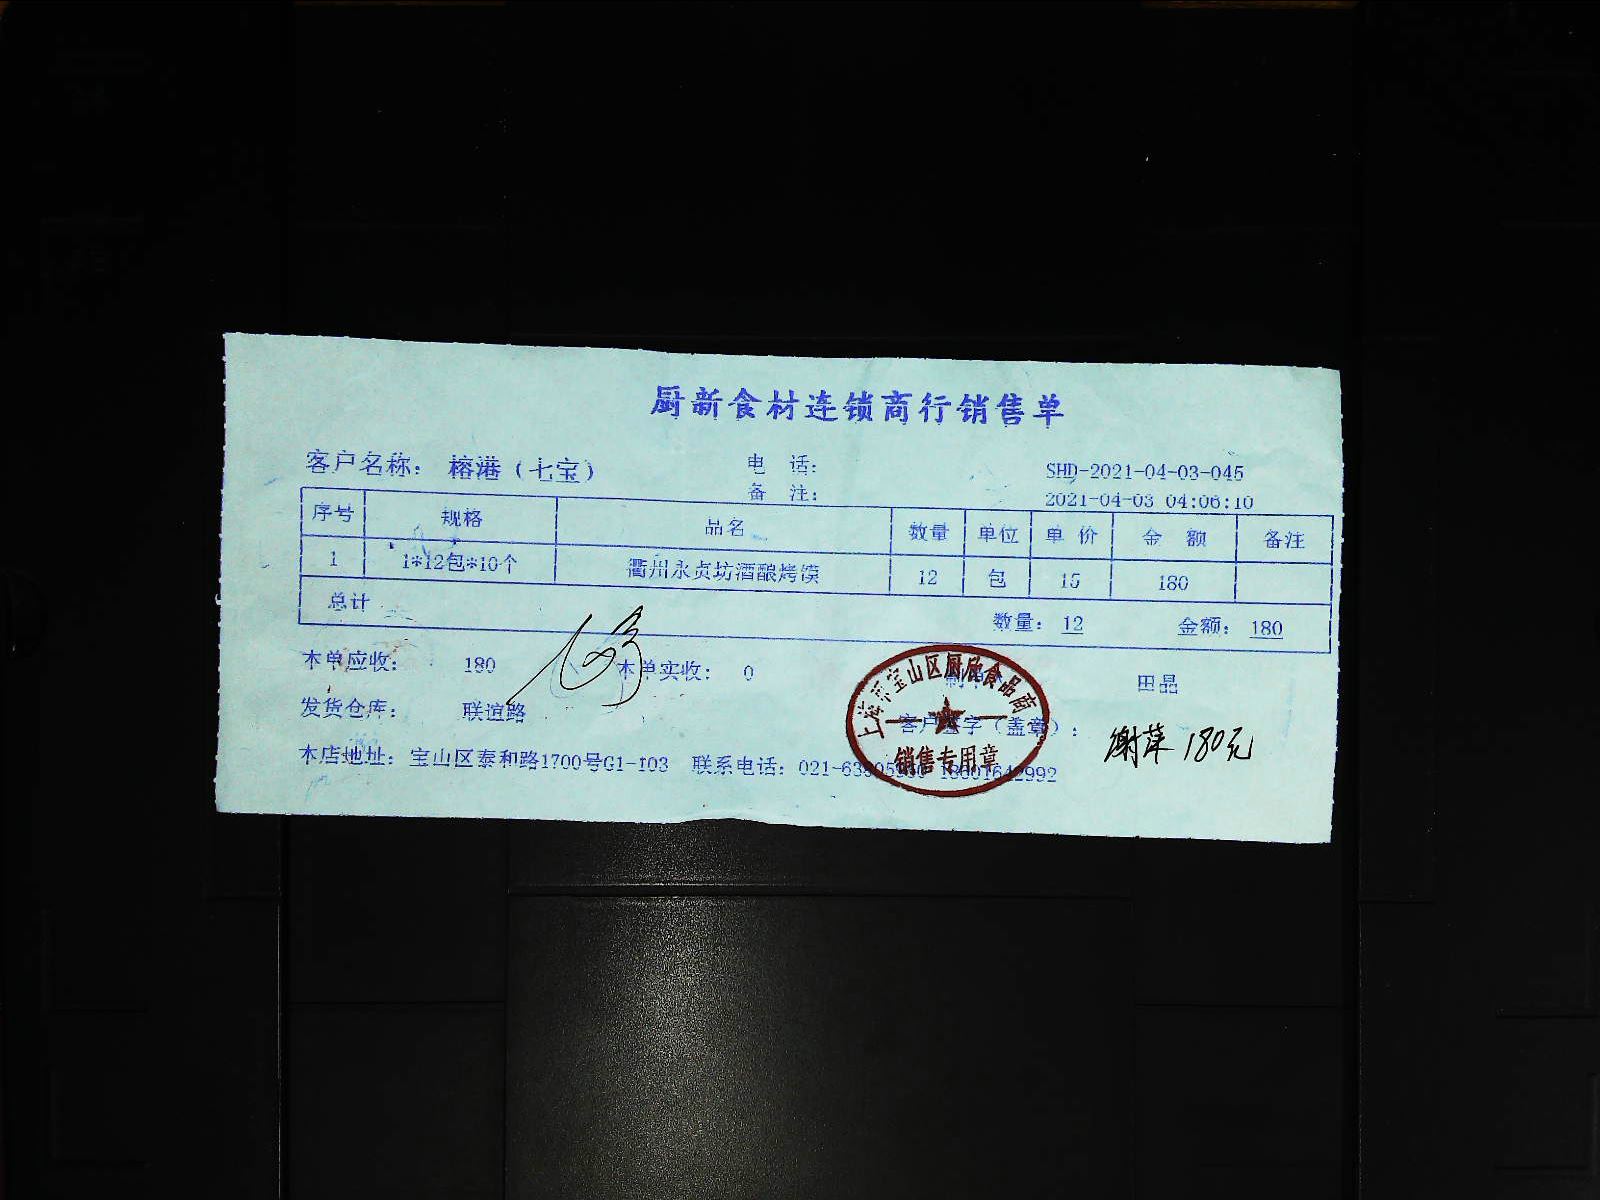 厨新食材连锁商行销售单
客户名称： 榕港（七宝） 电 话： SHD-2021-04-03-045
备 注： 2021-04-03 04:06:10
序号 规格 品名 数量 单位 单 价 金 额 备注
1 1*12包*10个 衢州永贞坊酒酿烤馍 12 包 15 180
总计 数量： 12 金额： 180
本单应收： 180 本单实收： 0 田晶
发货仓库： 联谊路 客户签字（盖章）： 谢萍 180元
本店地址： 宝山区泰和路1700号G1-103 联系电话： 021-
上海市宝山区厨欣食品商
销售专用章